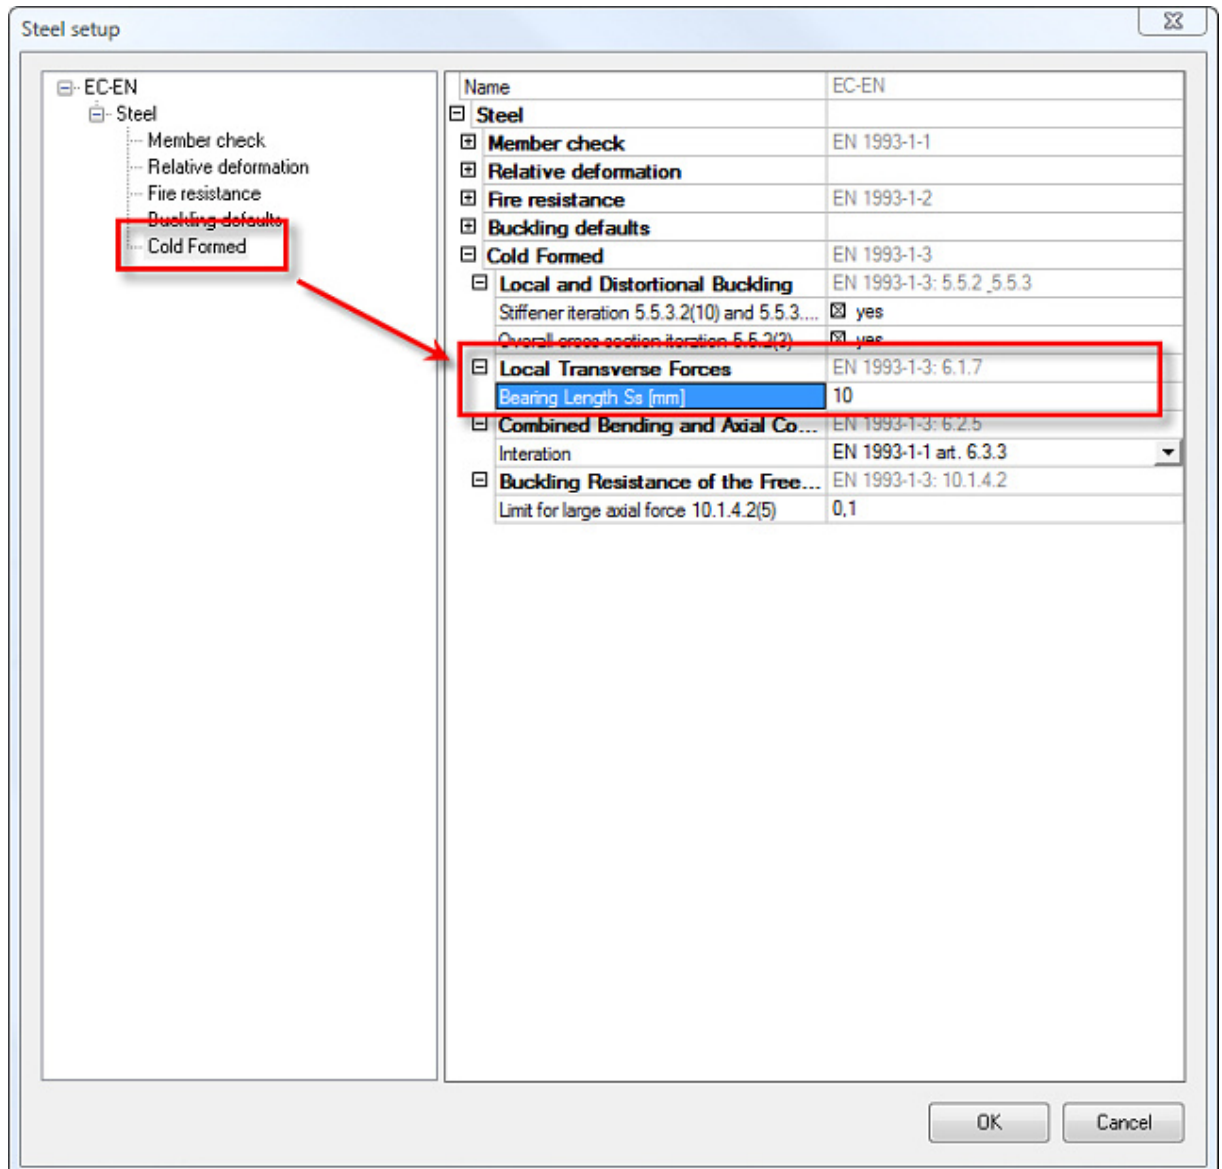 Steel setup
EC-EN
Steel
Member check
Relative deformation
Fire resistance
Buckling defaults
Cold Formed
Name EC-EN
Steel
Member check EN 1993-1-1
Relative deformation
Fire resistance EN 1993-1-2
Buckling defaults
Cold Formed EN 1993-1-3
Local and Distortional Buckling EN 1993-1-3: 5.5.2_5.5.3
Stiffener iteration 5.5.3.2(10) and 5.5.3.... yes
Overall cross section iteration 5.5.2(3) yes
Local Transverse Forces EN 1993-1-3: 6.1.7
Bearing Length Ss [mm] 10
Combined Bending and Axial Co... EN 1993-1-3: 6.2.5
Interation EN 1993-1-1 art. 6.3.3
Buckling Resistance of the Free... EN 1993-1-3: 10.1.4.2
Limit for large axial force 10.1.4.2(5) 0,1
OK Cancel